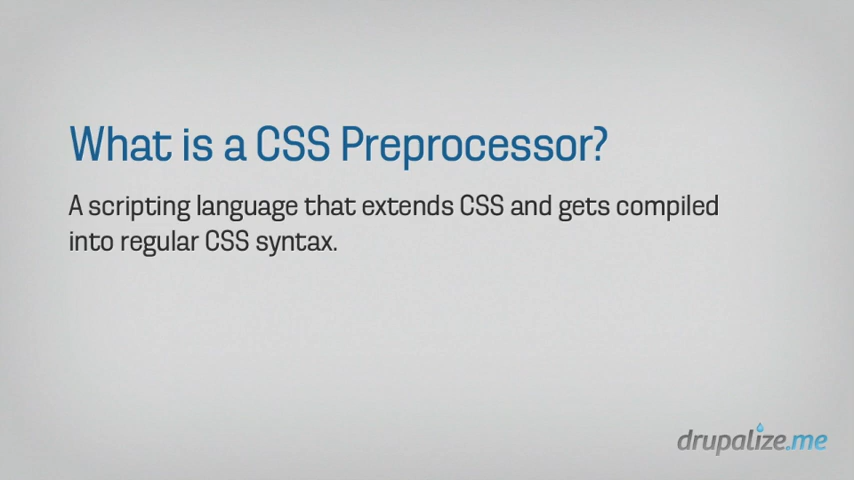 What is a CSS Preprocessor?
A scripting language that extends CSS and gets compiled
into regular CSS syntax.
drupalize.me